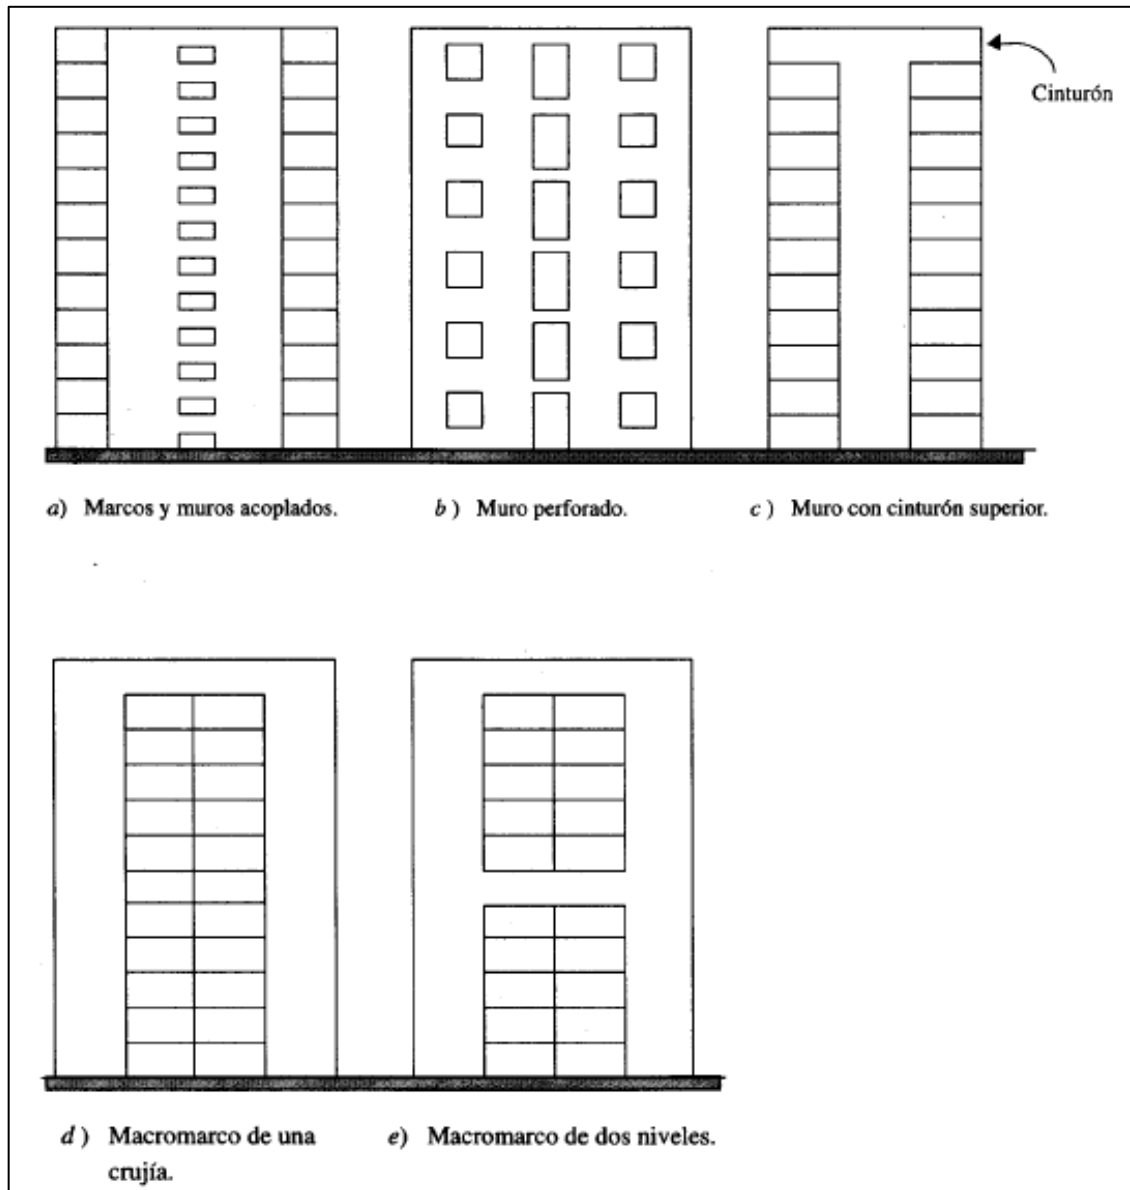 Cinturón
a) Marcos y muros acoplados.
b ) Muro perforado.
c ) Muro con cinturón superior.
d ) Macromarco de una
crujía.
e) Macromarco de dos niveles.